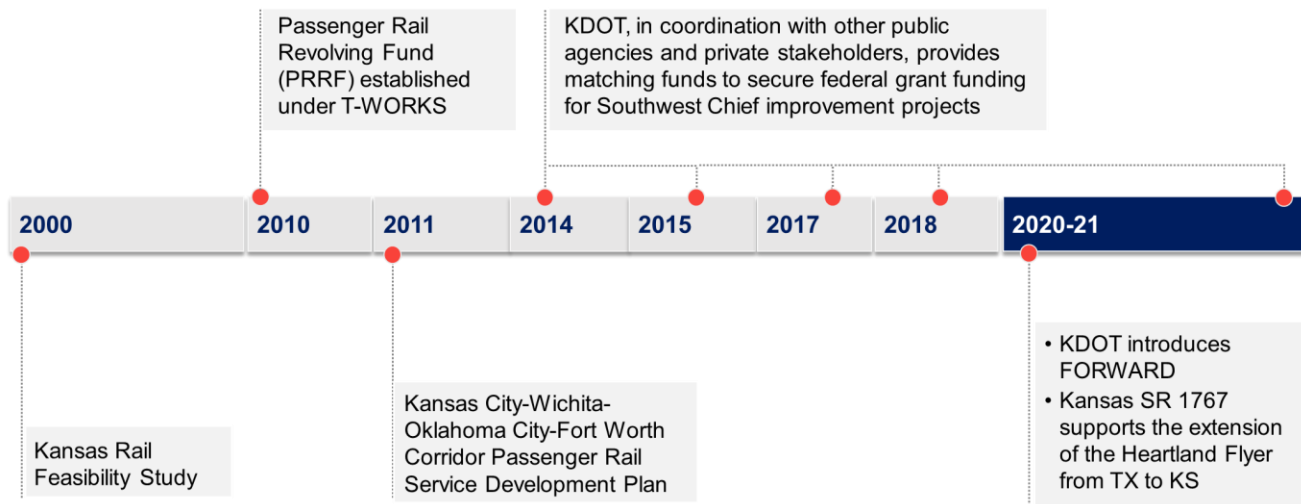 Passenger Rail
Revolving Fund
(PRRF) established
under T-WORKS
KDOT, in coordination with other public
agencies and private stakeholders, provides
matching funds to secure federal grant funding
for Southwest Chief improvement projects
2000
2010
2011
2014
2015
2017
2018
2020-21
Kansas Rail
Feasibility Study
Kansas City-Wichita-
Oklahoma City-Fort Worth
Corridor Passenger Rail
Service Development Plan
• KDOT introduces
FORWARD
• Kansas SR 1767
supports the extension
of the Heartland Flyer
from TX to KS